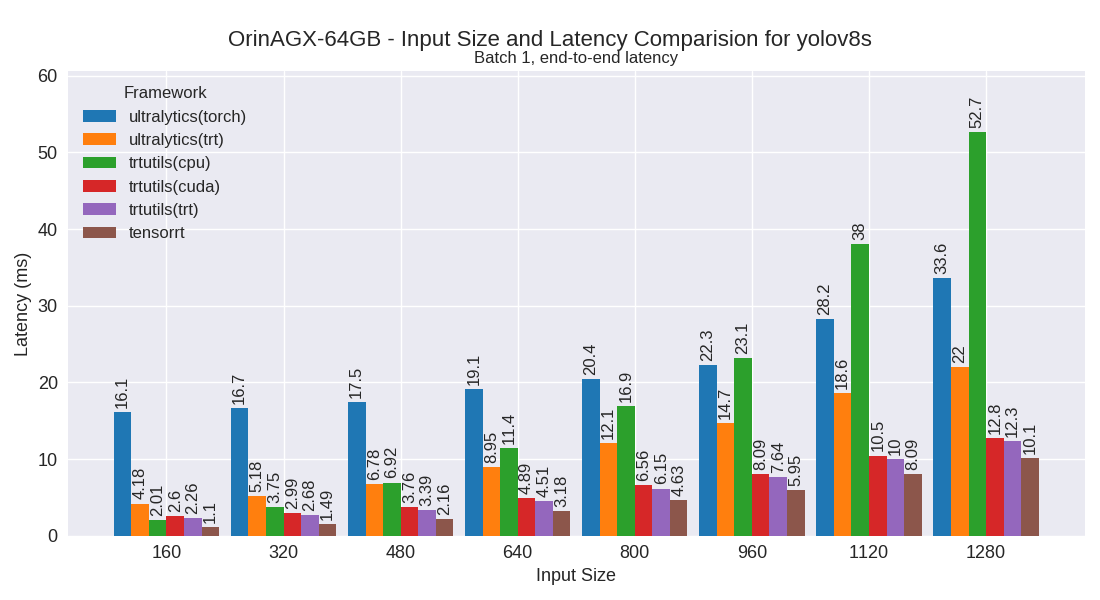 OrinAGX-64GB - Input Size and Latency Comparision for yolov8s
Batch 1, end-to-end latency
Framework
ultralytics(torch)
ultralytics(trt)
trtutils(cpu)
trtutils(cuda)
trtutils(trt)
tensorrt
Latency (ms)
60
50
40
30
20
10
0
16.1 4.18 2.01 2.6 2.26 1.1
16.7 5.18 3.75 2.99 2.68 1.49
17.5 6.78 6.92 3.76 3.39 2.16
19.1 8.95 11.4 4.89 4.51 3.18
20.4 12.1 16.9 6.56 6.15 4.63
22.3 14.7 23.1 8.09 7.64 5.95
28.2 18.6 38 10.5 10 8.09
33.6 22 52.7 12.8 12.3 10.1
160 320 480 640 800 960 1120 1280
Input Size